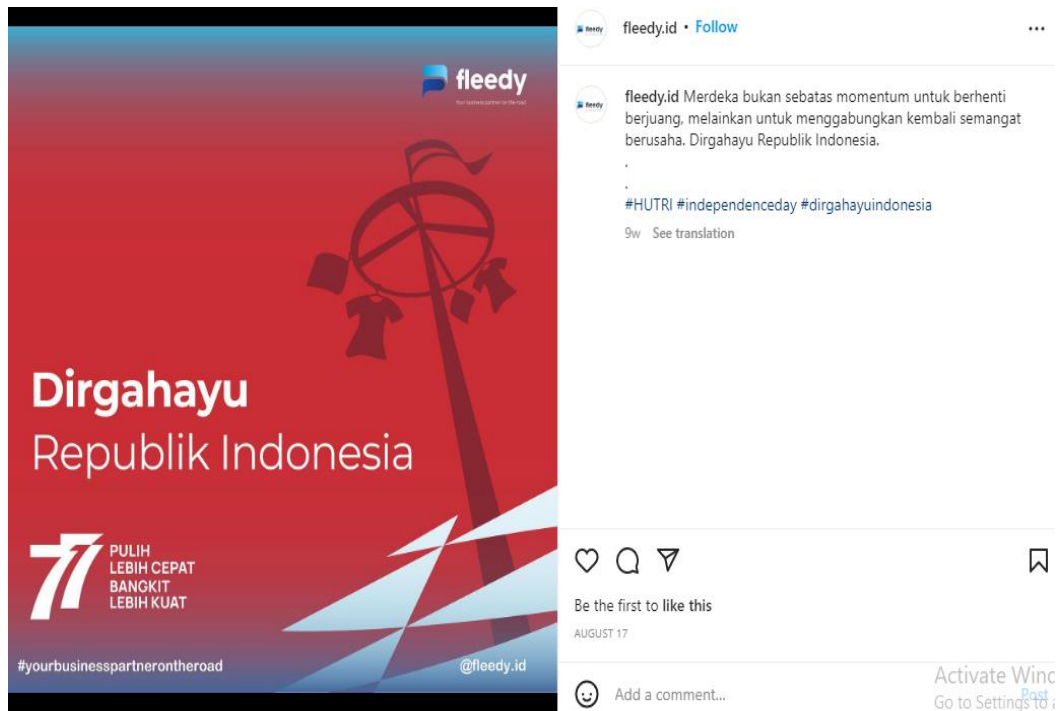 fleedy
Your business partner on the road
Dirgahayu
Republik Indonesia
77
PULIH
LEBIH CEPAT
BANGKIT
LEBIH KUAT
#yourbusinesspartnerontheroad
@fleedy.id
fleedy
fleedy.id • Follow
fleedy
fleedy.id Merdeka bukan sebatas momentum untuk berhenti
berjuang, melainkan untuk menggabungkan kembali semangat
berusaha. Dirgahayu Republik Indonesia.
.
.
#HUTRI #independenceday #dirgahayuindonesia
9w See translation
Be the first to like this
AUGUST 17
Add a comment...
Post
Activate Wind
Go to Settings to a